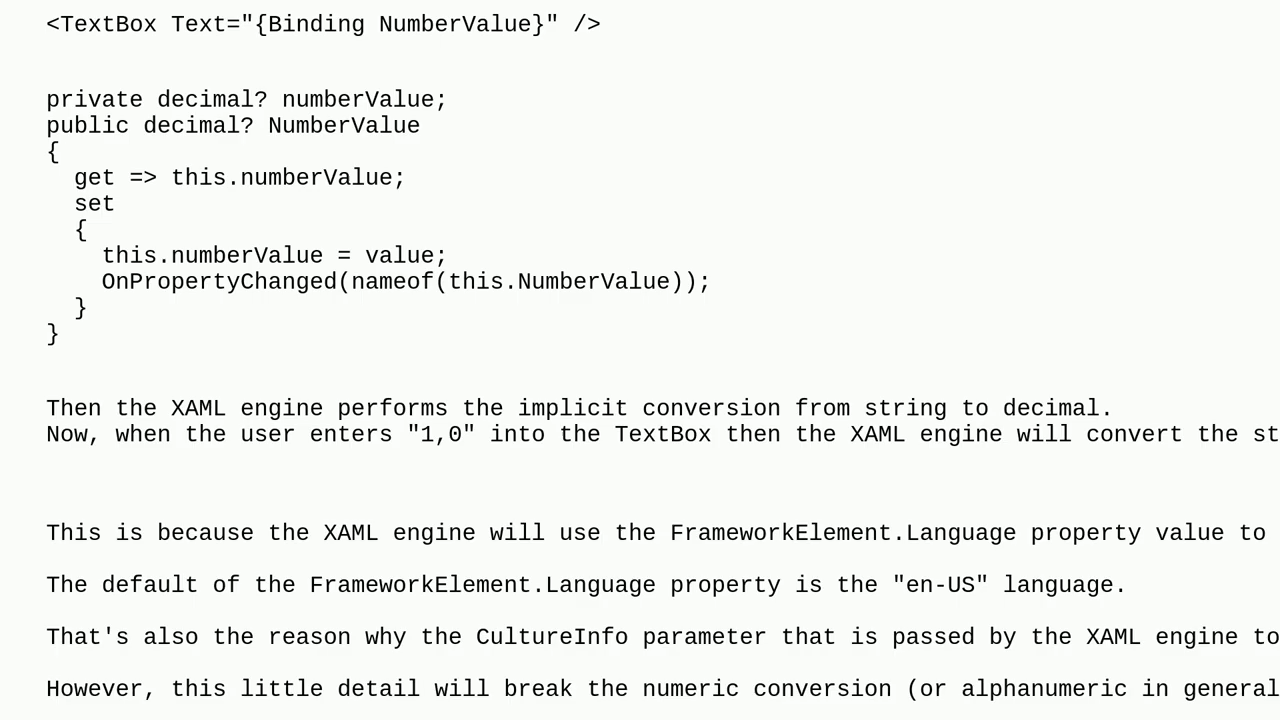 <TextBox Text="{Binding NumberValue}" />
private decimal? numberValue;
public decimal? NumberValue
{
  get => this.numberValue;
  set
  {
    this.numberValue = value;
    OnPropertyChanged(nameof(this.NumberValue));
  }
}
Then the XAML engine performs the implicit conversion from string to decimal.
Now, when the user enters "1,0" into the TextBox then the XAML engine will convert the st
This is because the XAML engine will use the FrameworkElement.Language property value to
The default of the FrameworkElement.Language property is the "en-US" language.
That's also the reason why the CultureInfo parameter that is passed by the XAML engine to
However, this little detail will break the numeric conversion (or alphanumeric in general